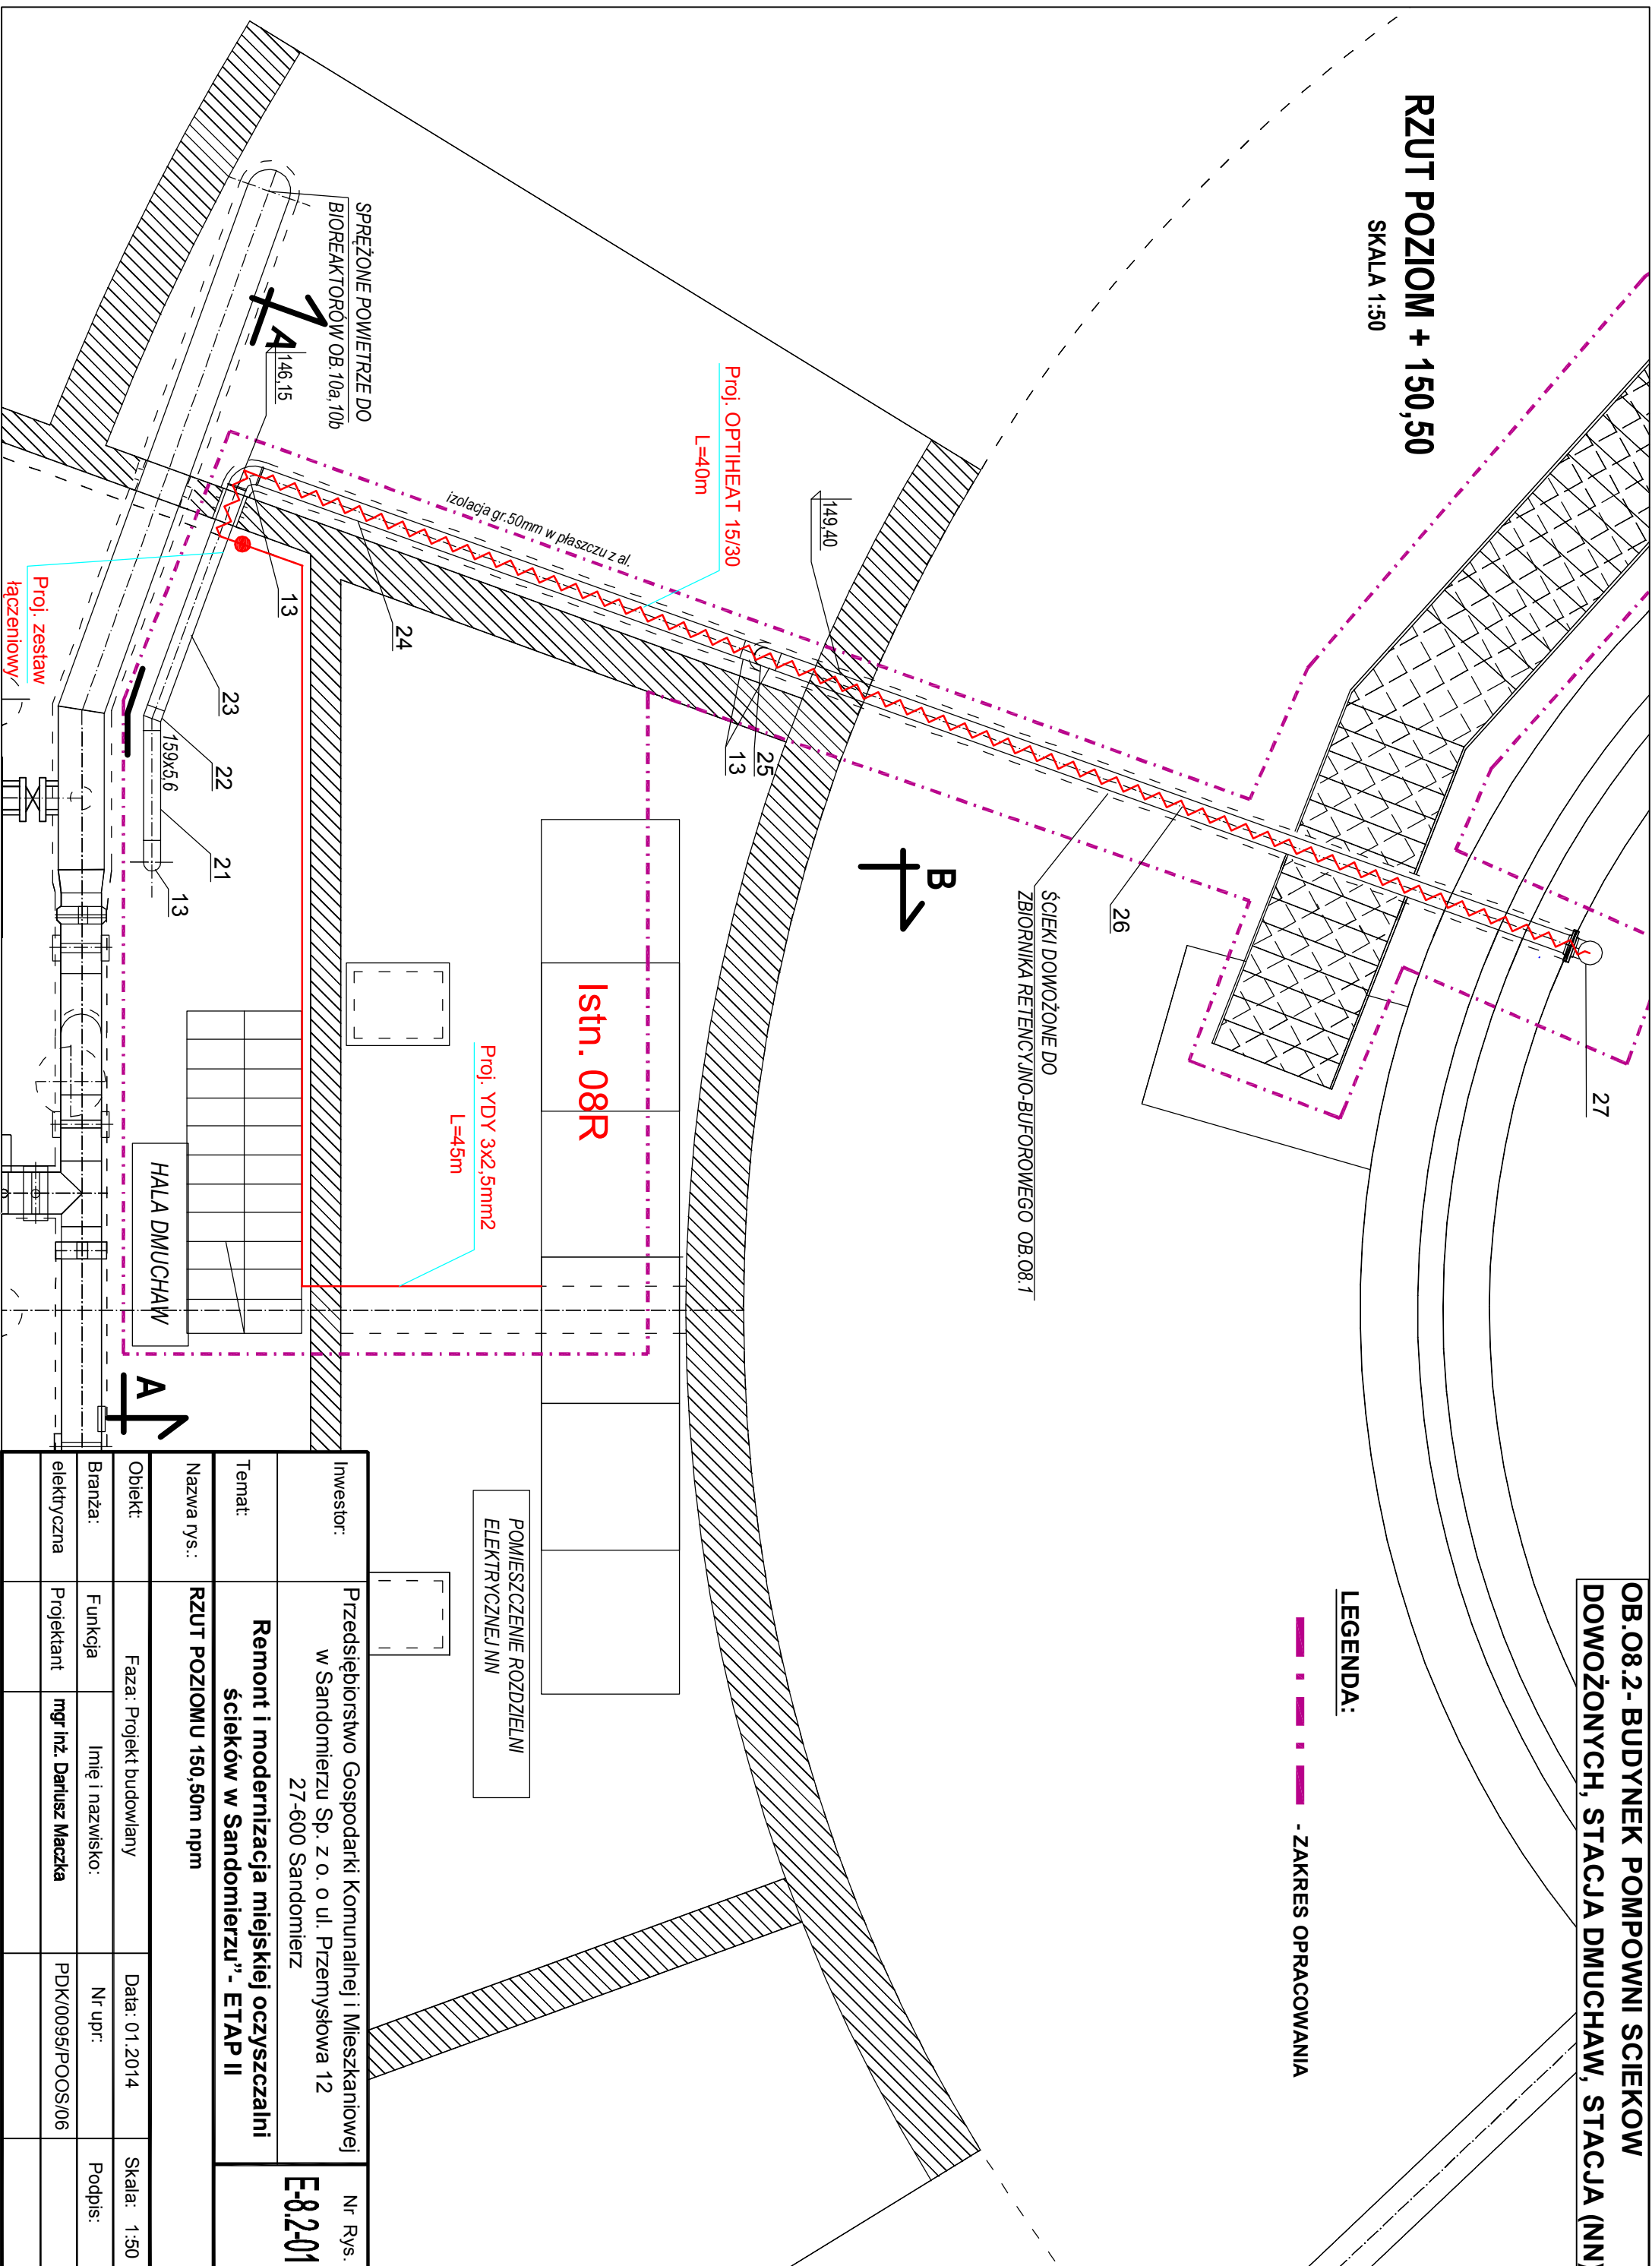 OB.O8.2- BUDYNEK POMPOWNI SCIEKOW
DOWOŻONYCH, STACJA DMUCHAW, STACJA (NN
RZUT POZIOM + 150,50
SKALA 1:50
LEGENDA:
- ZAKRES OPRACOWANIA
27
26
ŚCIEKI DOWOŻONE DO
ZBIORNIKA RETENCYJNO-BUFOROWEGO OB.O8.1
B
149,40
Proj. OPTIHEAT 15/30
L=40m
25
13
izolacja gr.50mm w płaszczu z al.
Istn. 08R
Proj. YDY 3x2,5mm2
L=45m
POMIESZCZENIE ROZDZIELNI
ELEKTRYCZNEJ NN
24
SPRĘŻONE POWIETRZE DO
BIOREAKTORÓW OB.10a,10b
A
146,15
13
23
22
159x5,6
21
13
HALA DMUCHAW
A
Proj. zestaw
łączeniowy
Inwestor:
Przedsiębiorstwo Gospodarki Komunalnej i Mieszkaniowej
w Sandomierzu Sp. z o. o ul. Przemysłowa 12
27-600 Sandomierz
Nr Rys.
E-8.2-01
Temat:
Remont i modernizacja miejskiej oczyszczalni
ścieków w Sandomierzu”- ETAP II
Nazwa rys.:
RZUT POZIOMU 150,50m npm
Obiekt:
Faza: Projekt budowlany
Data: 01.2014
Skala: 1:50
Branża:
Funkcja
Imię i nazwisko:
Nr upr:
Podpis:
elektryczna
Projektant
mgr inż. Dariusz Maczka
PDK/0095/POOS/06